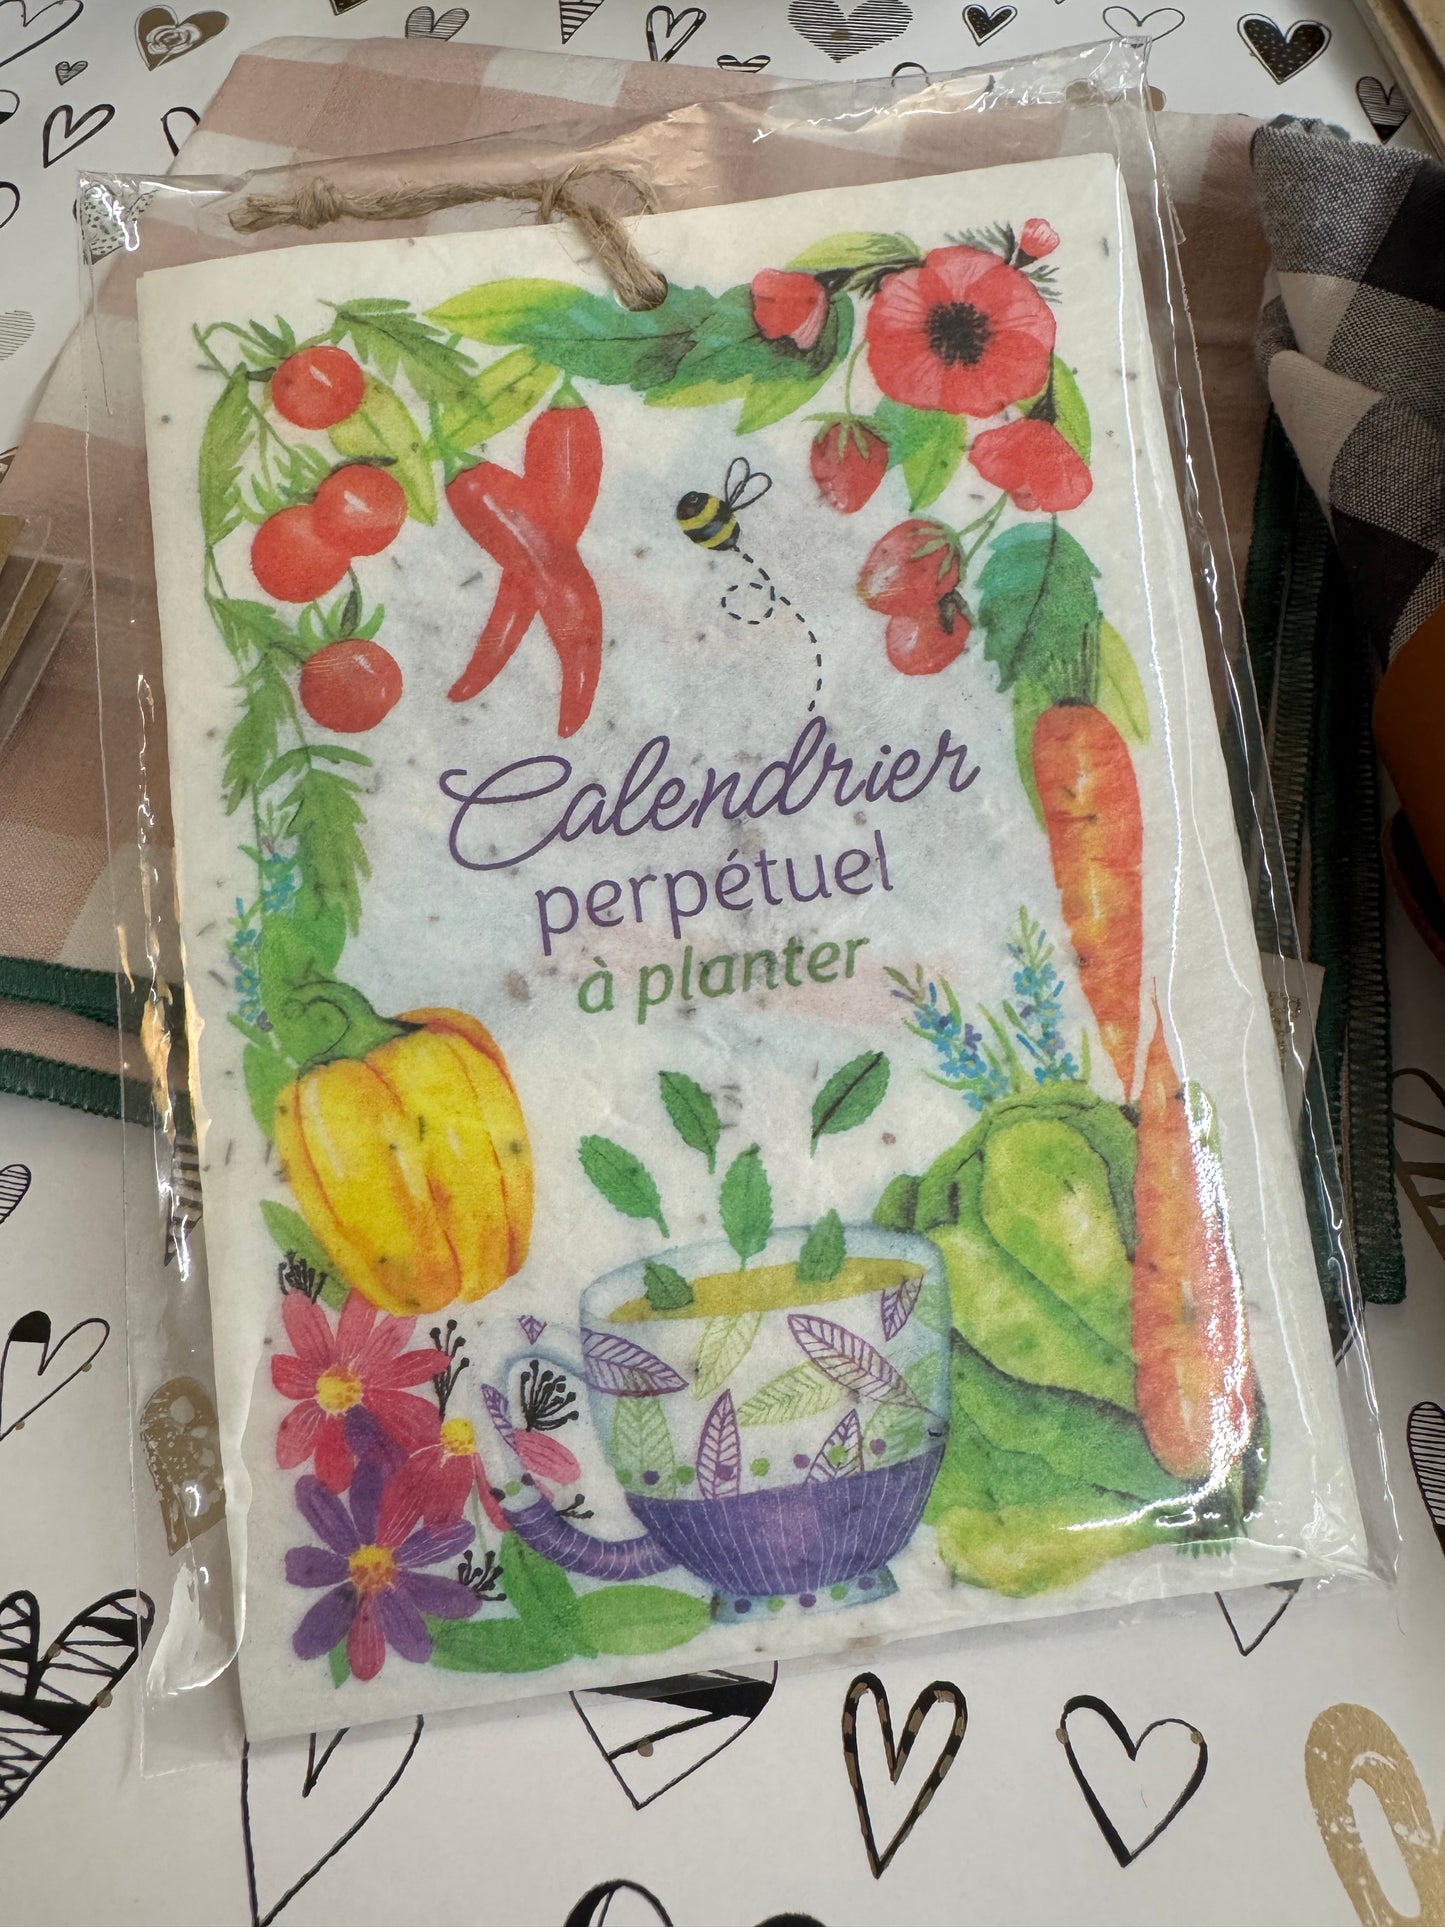 Calendrier
perpétuel
à planter